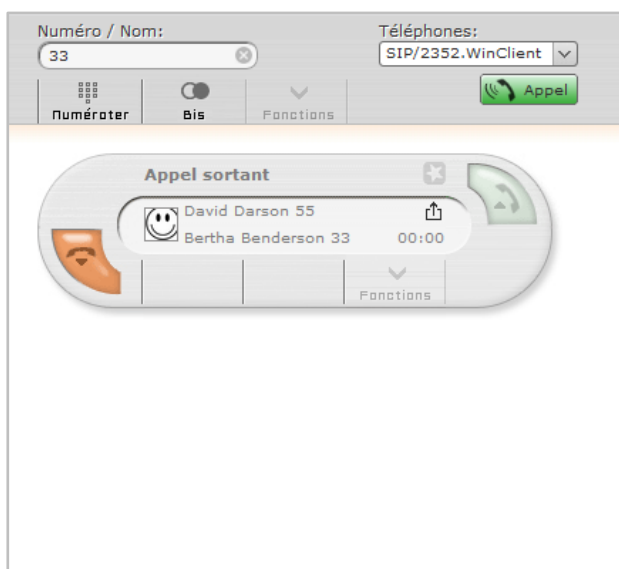 Numéro / Nom:
Téléphones:
33
SIP/2352.WinClient
Numéroter
Bis
Fonctions
Appel
Appel sortant
David Darson 55
Bertha Benderson 33
00:00
Fonctions